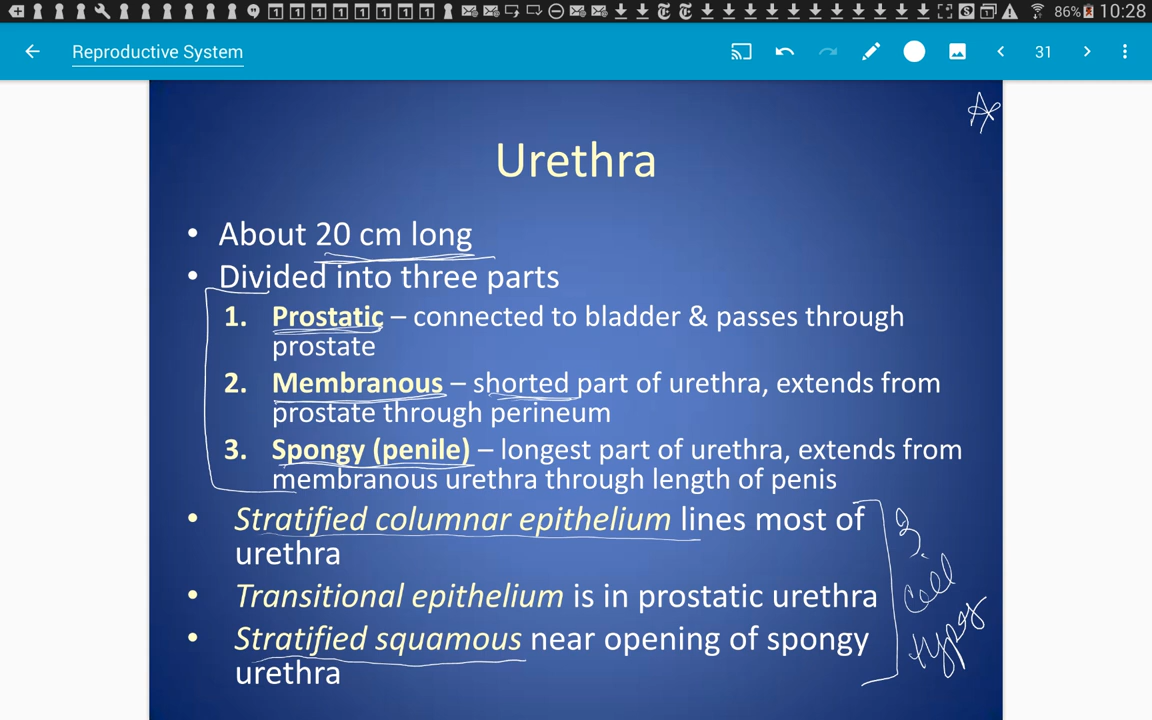 86% 10:28
Reproductive System
31
Urethra
• About 20 cm long
• Divided into three parts
1. Prostatic – connected to bladder & passes through
prostate
2. Membranous – shorted part of urethra, extends from
prostate through perineum
3. Spongy (penile) – longest part of urethra, extends from
membranous urethra through length of penis
• Stratified columnar epithelium lines most of
urethra
• Transitional epithelium is in prostatic urethra
• Stratified squamous near opening of spongy
urethra
3
cell
types